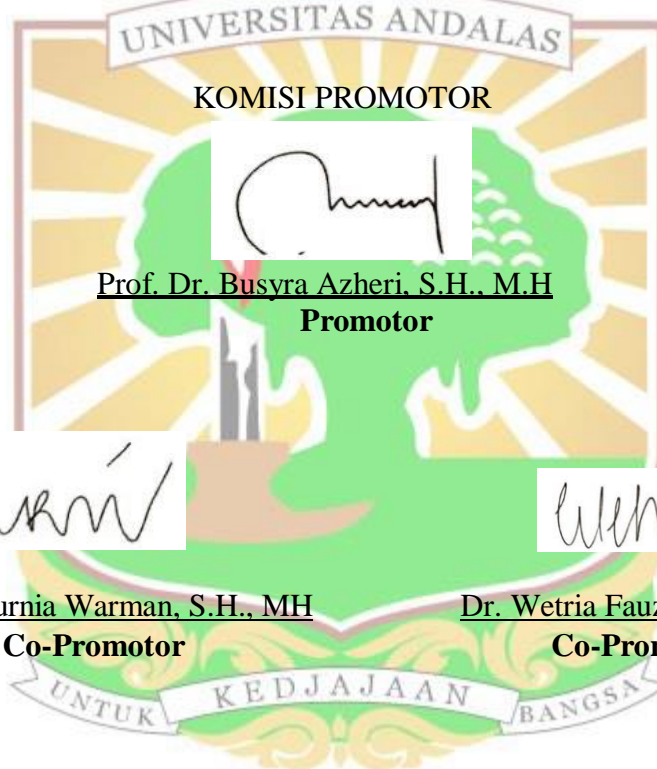 UNIVERSITAS ANDALAS
KOMISI PROMOTOR
Prof. Dr. Busyra Azheri, S.H., M.H
Promotor
urnia Warman, S.H., MH
Dr. Wetria Fauz
Co-Promotor
Co-Pro
UNTUK KEDJAJAAN BANGSA